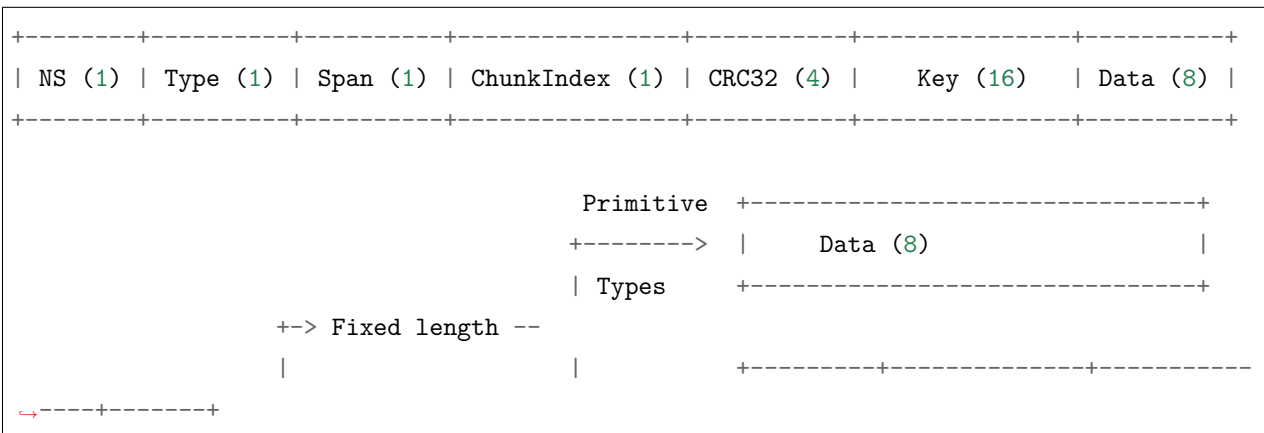 +--------+----------+----------+----------------+-----------+---------------+----------+
| NS (1) | Type (1) | Span (1) | ChunkIndex (1) | CRC32 (4) |    Key (16)   | Data (8) |
+--------+----------+----------+----------------+-----------+---------------+----------+
                                       Primitive  +--------------------------------+
                                      +-------->  |     Data (8)                   |
                                      | Types     +--------------------------------+
                  +-> Fixed length --
                  |                   |           +---------+--------------+-----------
↪----+-------+